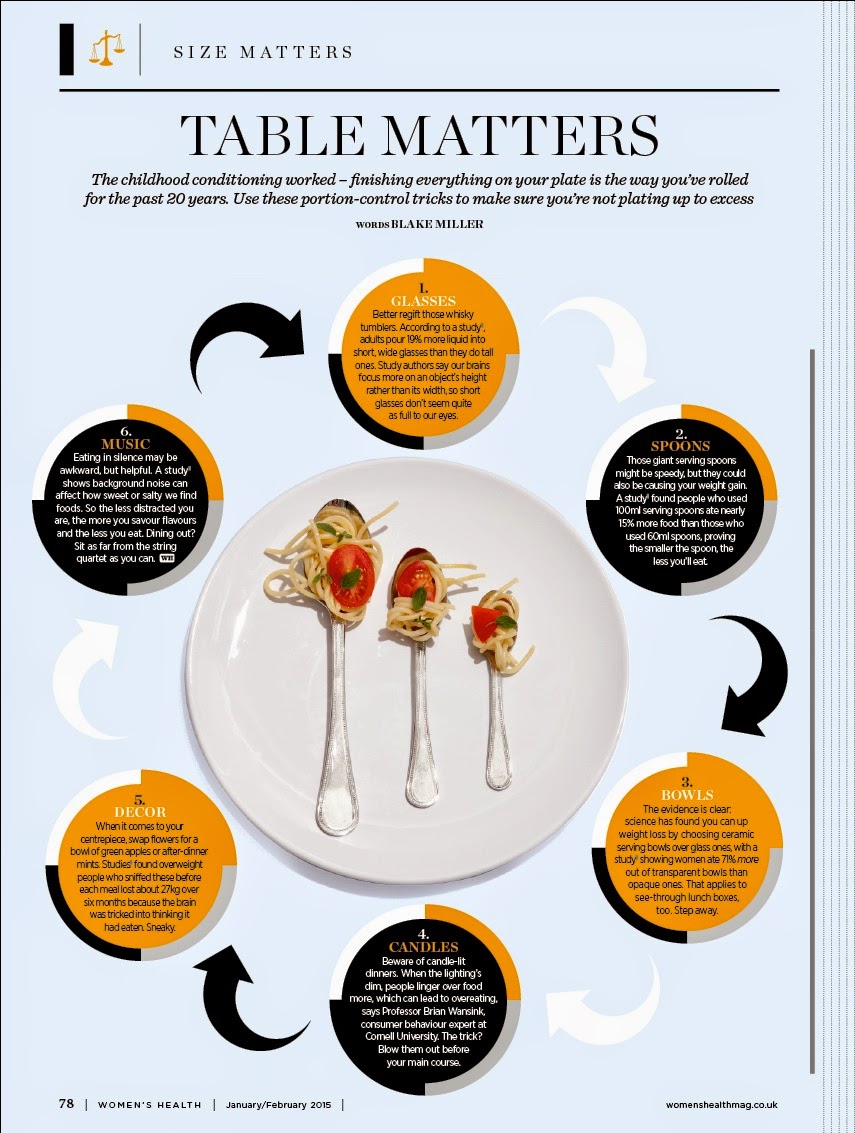 SIZE MATTERS
TABLE MATTERS
The childhood conditioning worked – finishing everything on your plate is the way you've rolled
for the past 20 years. Use these portion-control tricks to make sure you're not plating up to excess
WORDS BLAKE MILLER
1.
GLASSES
Better regift those whisky
tumblers. According to a study,
adults pour 19% more liquid into
short, wide glasses than they do tall
ones. Study authors say our brains
focus more on an object's height
rather than its width, so short
glasses don't seem quite
as full to our eyes.
2.
SPOONS
Those giant serving spoons
might be speedy, but they could
also be causing your weight gain.
A study found people who used
100ml serving spoons ate nearly
15% more food than those who
used 60ml spoons, proving
the smaller the spoon, the
less you'll eat.
3.
BOWLS
The evidence is clear:
science has found you can up
weight loss by choosing ceramic
serving bowls over glass ones, with a
study showing women ate 71% more
out of transparent bowls than
opaque ones. That applies to
see-through lunch boxes,
too. Step away.
4.
CANDLES
Beware of candle-lit
dinners. When the lighting's
dim, people linger over food
more, which can lead to overeating,
says Professor Brian Wansink,
consumer behaviour expert at
Cornell University. The trick?
Blow them out before
your main course.
5.
DECOR
When it comes to your
centrepiece, swap flowers for a
bowl of green apples or after-dinner
mints. Studies found overweight
people who sniffed these before
each meal lost about 27kg over
six months because the brain
was tricked into thinking it
had eaten. Sneaky.
6.
MUSIC
Eating in silence may be
awkward, but helpful. A study
shows background noise can
affect how sweet or salty we find
foods. So the less distracted you
are, the more you savour flavours
and the less you eat. Dining out?
Sit as far from the string
quartet as you can. WH
78 | WOMEN'S HEALTH | January/February 2015 |
womenshealthmag.co.uk